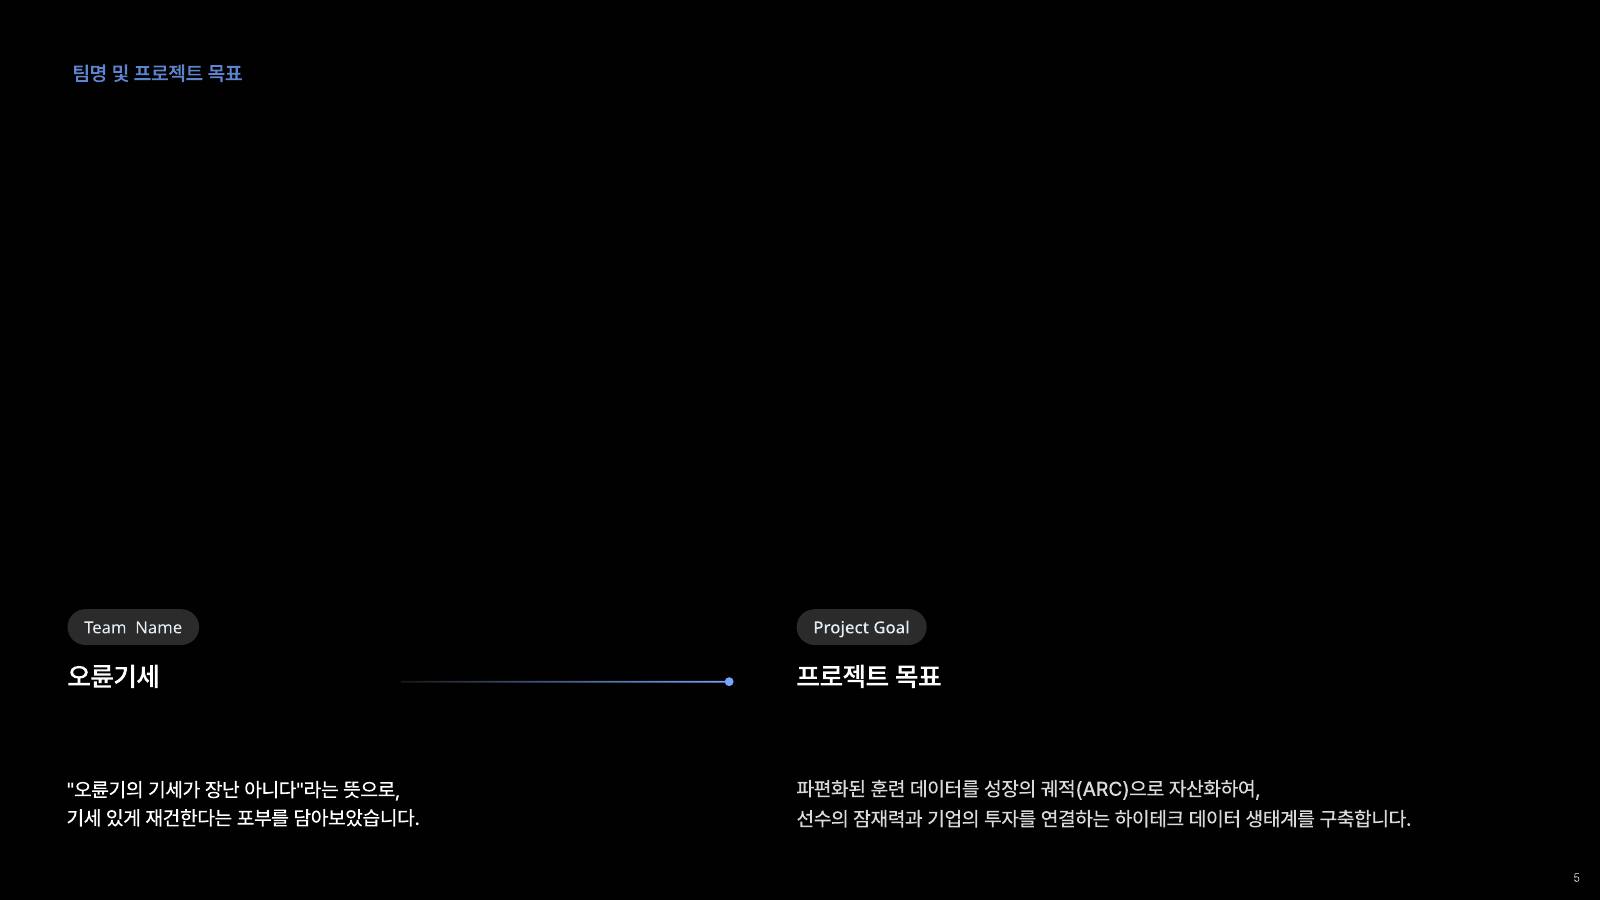 팀명 및 프로젝트 목표
Team Name
오륜기세
"오륜기의 기세가 장난 아니다"라는 뜻으로,
기세 있게 재건한다는 포부를 담아보았습니다.
Project Goal
프로젝트 목표
파편화된 훈련 데이터를 성장의 궤적(ARC)으로 자산화하여,
선수의 잠재력과 기업의 투자를 연결하는 하이테크 데이터 생태계를 구축합니다.
5